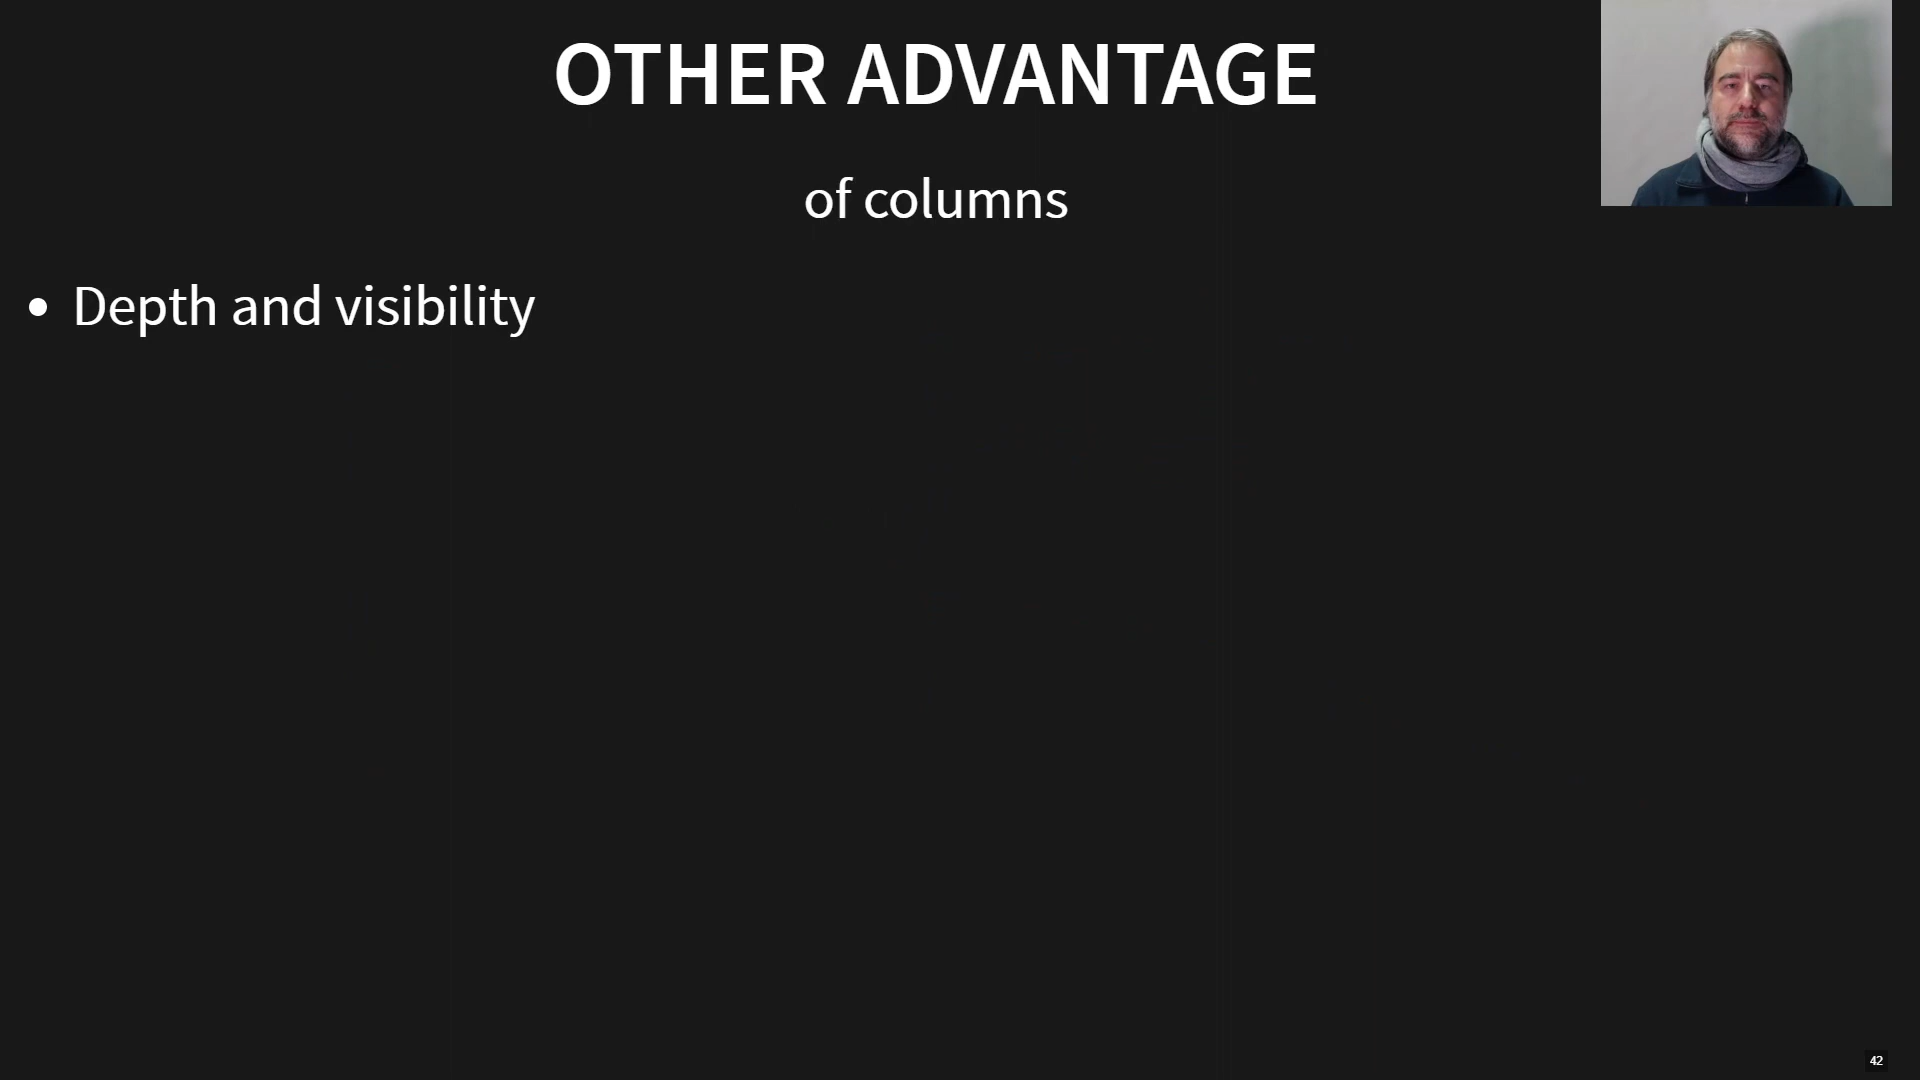 OTHER ADVANTAGE
of columns
• Depth and visibility
42